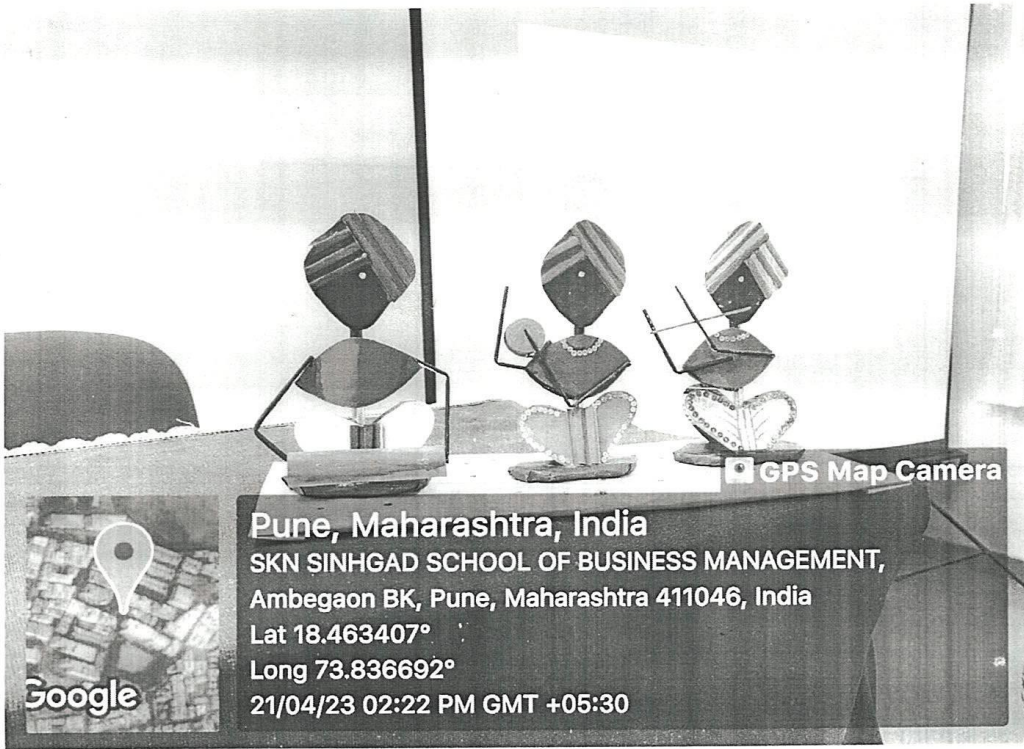 GPS Map Camera
Pune, Maharashtra, India
SKN SINHGAD SCHOOL OF BUSINESS MANAGEMENT,
Ambegaon BK, Pune, Maharashtra 411046, India
Lat 18.463407°
Long 73.836692°
21/04/23 02:22 PM GMT +05:30
Google